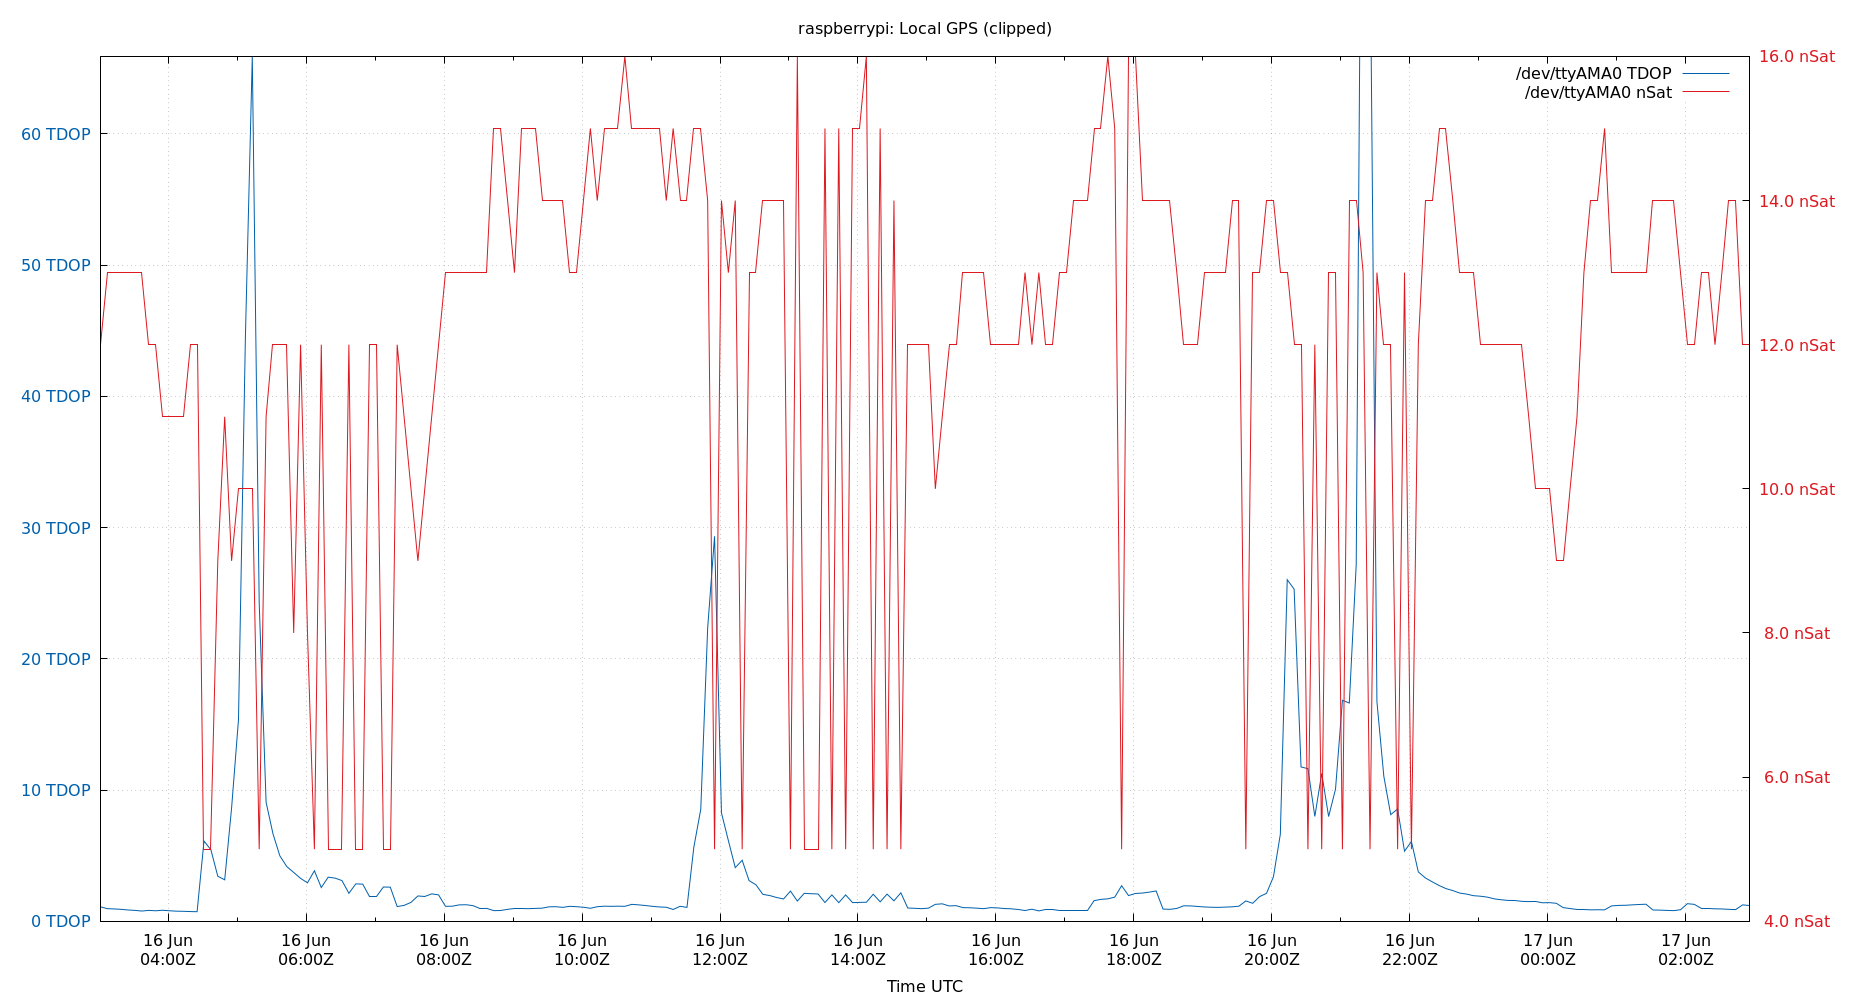 raspberrypi: Local GPS (clipped)
/dev/ttyAMA0 TDOP
/dev/ttyAMA0 nSat
60 TDOP
50 TDOP
40 TDOP
30 TDOP
20 TDOP
10 TDOP
0 TDOP
16.0 nSat
14.0 nSat
12.0 nSat
10.0 nSat
8.0 nSat
6.0 nSat
4.0 nSat
16 Jun
04:00Z
16 Jun
06:00Z
16 Jun
08:00Z
16 Jun
10:00Z
16 Jun
12:00Z
16 Jun
14:00Z
16 Jun
16:00Z
16 Jun
18:00Z
16 Jun
20:00Z
16 Jun
22:00Z
17 Jun
00:00Z
17 Jun
02:00Z
Time UTC